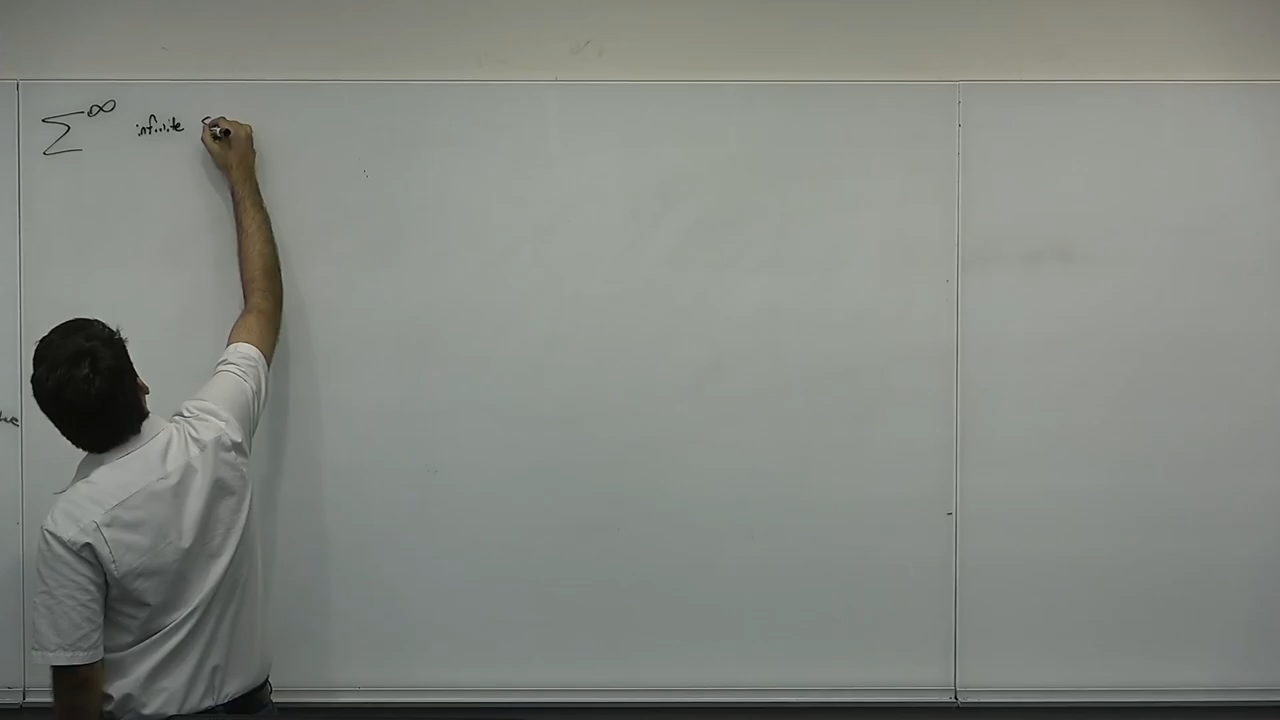 ∑^∞ infinite s